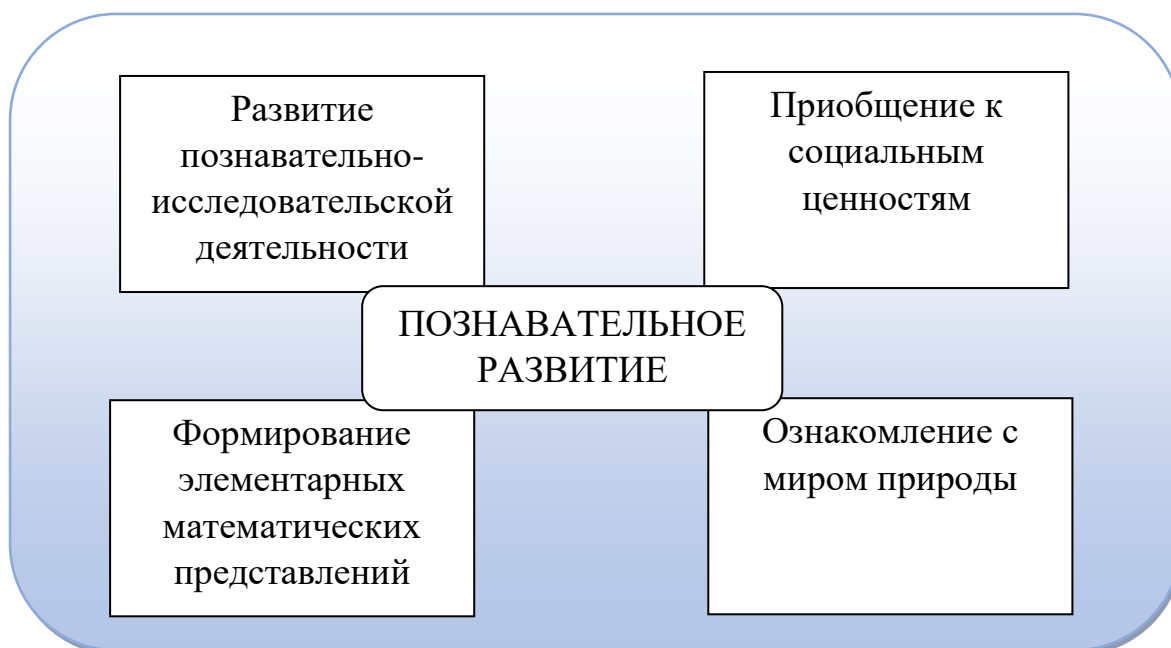 Развитие
познавательно-
исследовательской
деятельности
Приобщение к
социальным
ценностям
ПОЗНАВАТЕЛЬНОЕ
РАЗВИТИЕ
Формирование
элементарных
математических
представлений
Ознакомление с
миром природы